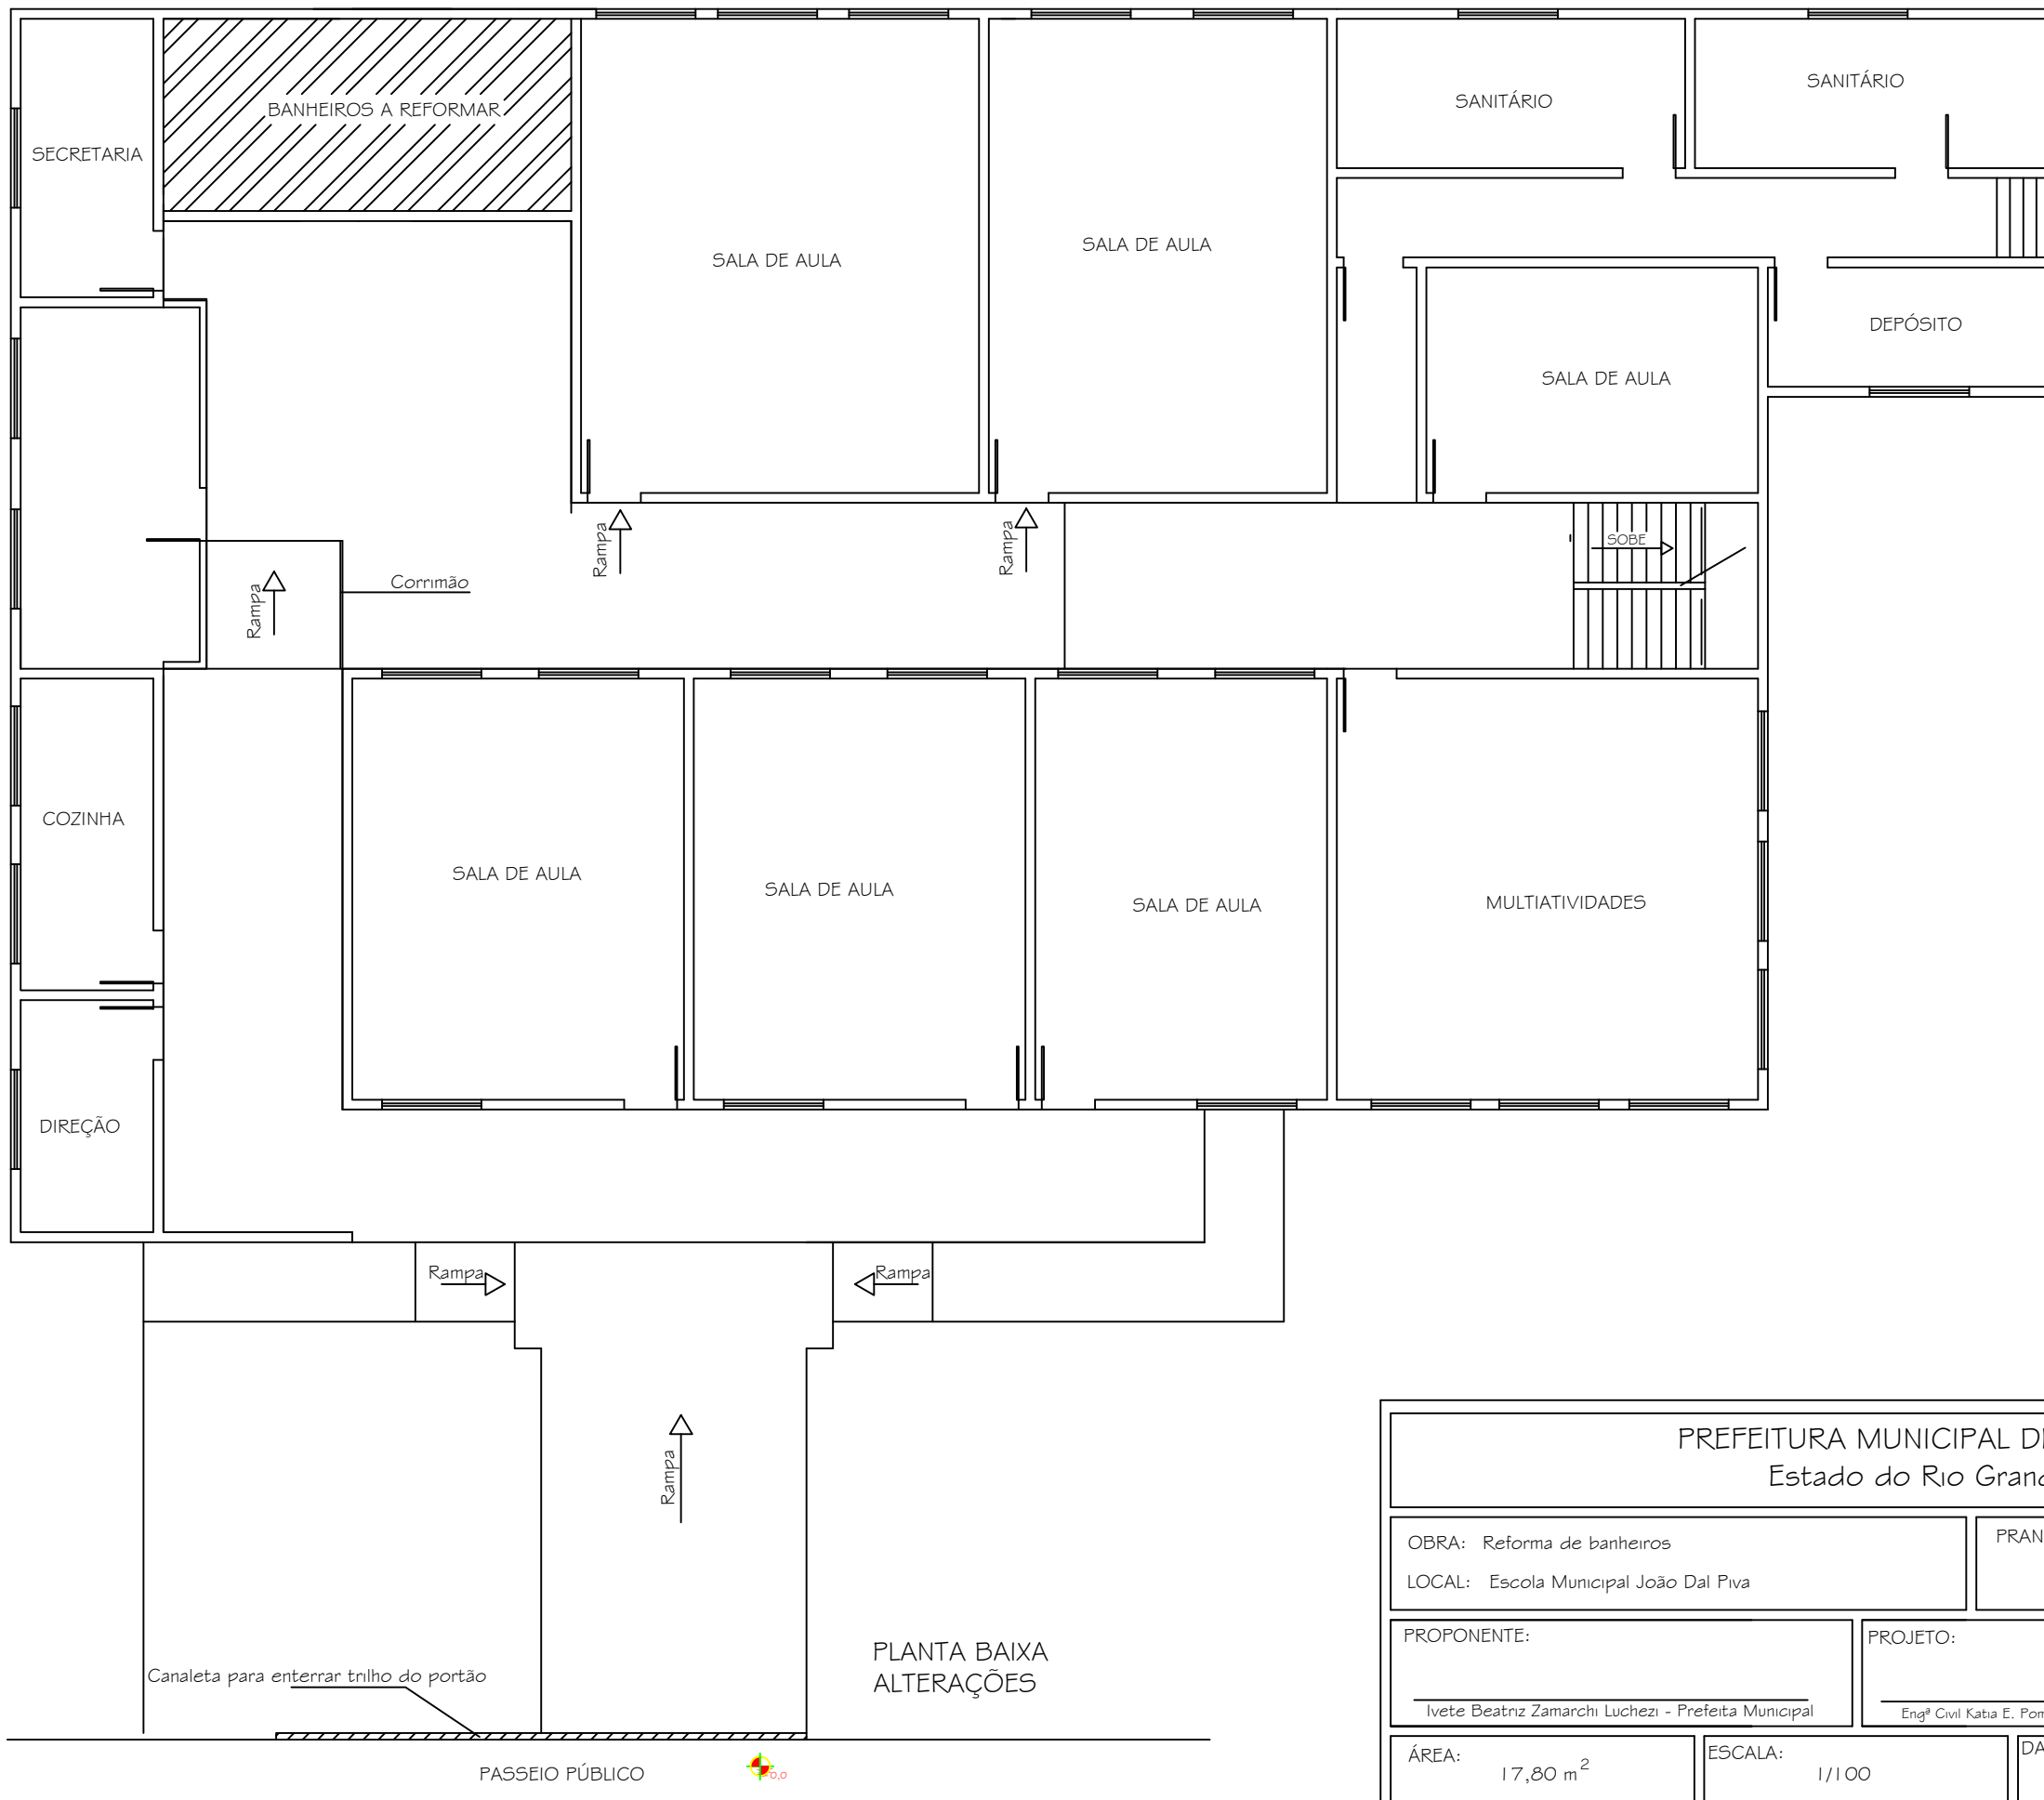 BANHEIROS A REFORMAR
SANITÁRIO
SANITÁRIO
SECRETARIA
SALA DE AULA
SALA DE AULA
DEPÓSITO
SALA DE AULA
Rampa
Rampa
SOBE
Corrimão
Rampa
COZINHA
SALA DE AULA
SALA DE AULA
SALA DE AULA
MULTIATIVIDADES
DIREÇÃO
Rampa
Rampa
Rampa
PLANTA BAIXA
ALTERAÇÕES
Canaleta para enterrar trilho do portão
PASSEIO PÚBLICO
0,0
PREFEITURA MUNICIPAL DE
Estado do Rio Grand
OBRA: Reforma de banheiros
LOCAL: Escola Municipal João Dal Piva
PRAN
PROPONENTE:
Ivete Beatriz Zamarchi Luchezi - Prefeita Municipal
PROJETO:
Engª Civil Katia E. Pom
ÁREA:
17,80 m²
ESCALA:
1/100
DA